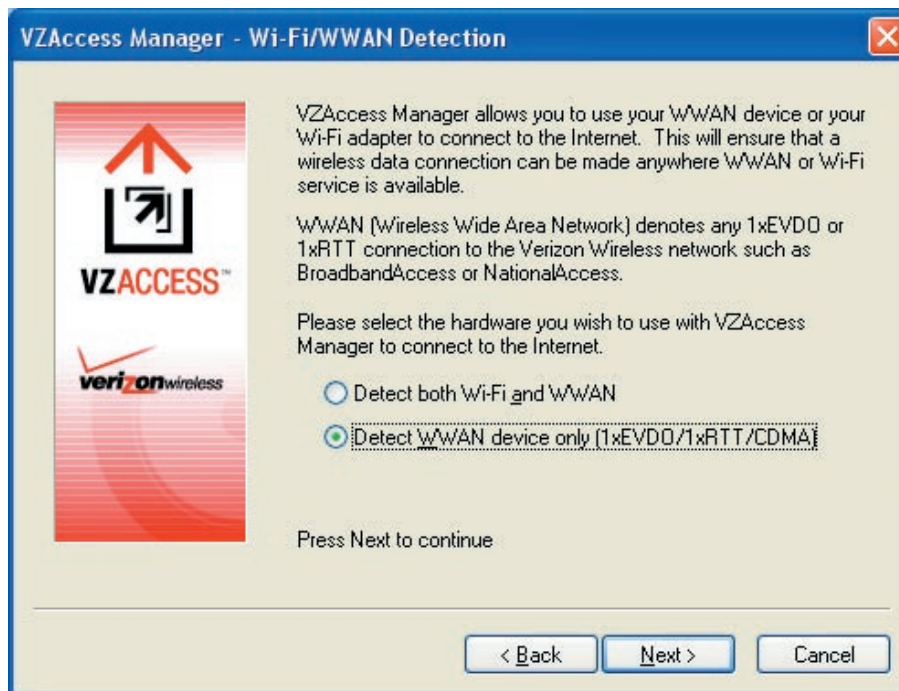 VZAccess Manager - Wi-Fi/WWAN Detection
VZAccess Manager allows you to use your WWAN device or your
Wi-Fi adapter to connect to the Internet. This will ensure that a
wireless data connection can be made anywhere WWAN or Wi-Fi
service is available.
WWAN (Wireless Wide Area Network) denotes any 1xEVDO or
1xRTT connection to the Verizon Wireless network such as
BroadbandAccess or NationalAccess.
Please select the hardware you wish to use with VZAccess
Manager to connect to the Internet.
Detect both Wi-Fi and WWAN
Detect WWAN device only (1xEVDO/1xRTT/CDMA)
Press Next to continue
VZACCESS™
verizonwireless
< Back
Next >
Cancel